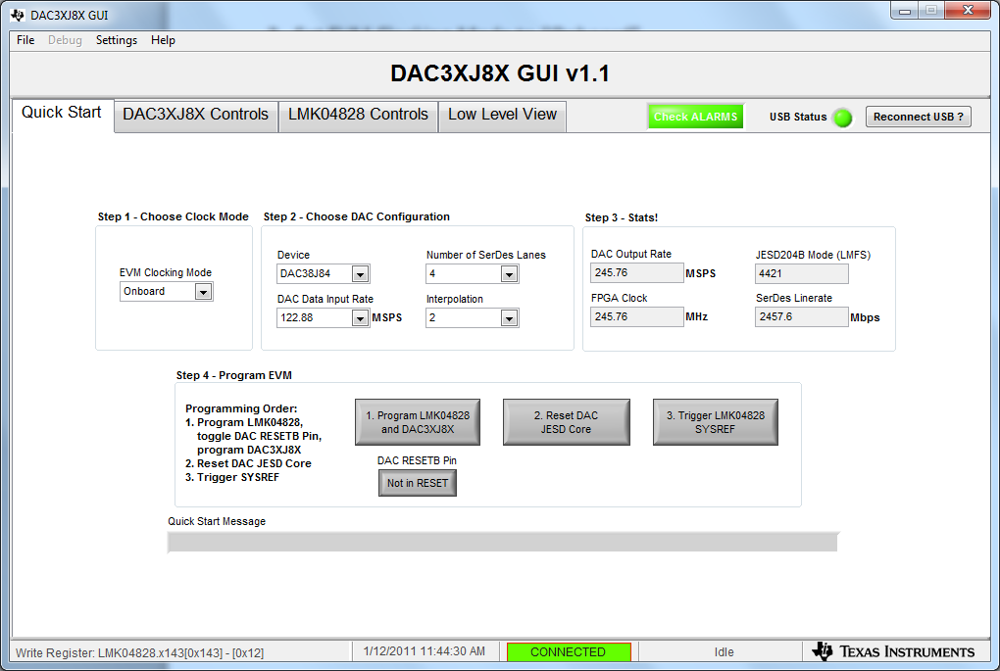 DAC3XJ8X GUI
File Debug Settings Help
DAC3XJ8X GUI v1.1
Quick Start DAC3XJ8X Controls LMK04828 Controls Low Level View Check ALARMS USB Status Reconnect USB ?
Step 1 - Choose Clock Mode Step 2 - Choose DAC Configuration Step 3 - Stats!
EVM Clocking Mode
Onboard
Device Number of SerDes Lanes
DAC38J84 4
DAC Data Input Rate Interpolation
122.88 MSPS 2
DAC Output Rate JESD204B Mode (LMFS)
245.76 MSPS 4421
FPGA Clock SerDes Linerate
245.76 MHz 2457.6 Mbps
Step 4 - Program EVM
Programming Order:
1. Program LMK04828,
toggle DAC RESETB Pin,
program DAC3XJ8X
2. Reset DAC JESD Core
3. Trigger SYSREF
1. Program LMK04828
and DAC3XJ8X
2. Reset DAC
JESD Core
3. Trigger LMK04828
SYSREF
DAC RESETB Pin
Not in RESET
Quick Start Message
Write Register: LMK04828.x143[0x143] - [0x12] 1/12/2011 11:44:30 AM CONNECTED Idle TEXAS INSTRUMENTS